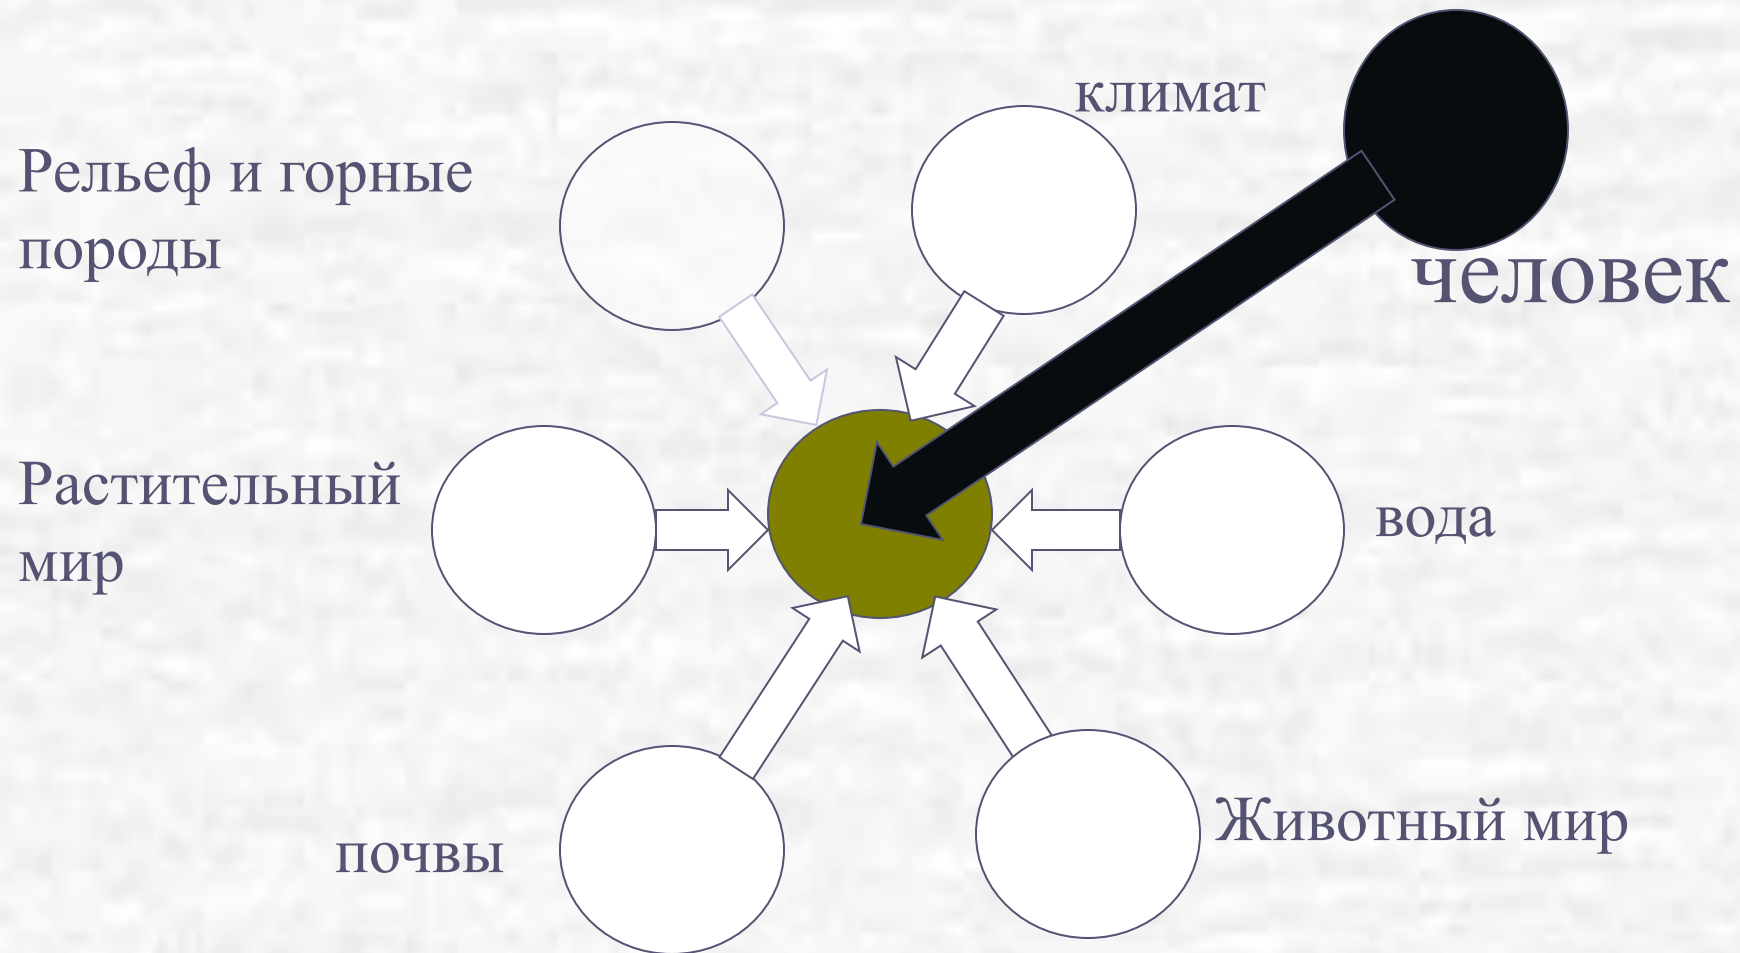 климат
Рельеф и горные
породы
человек
Растительный
мир
вода
почвы
Животный мир